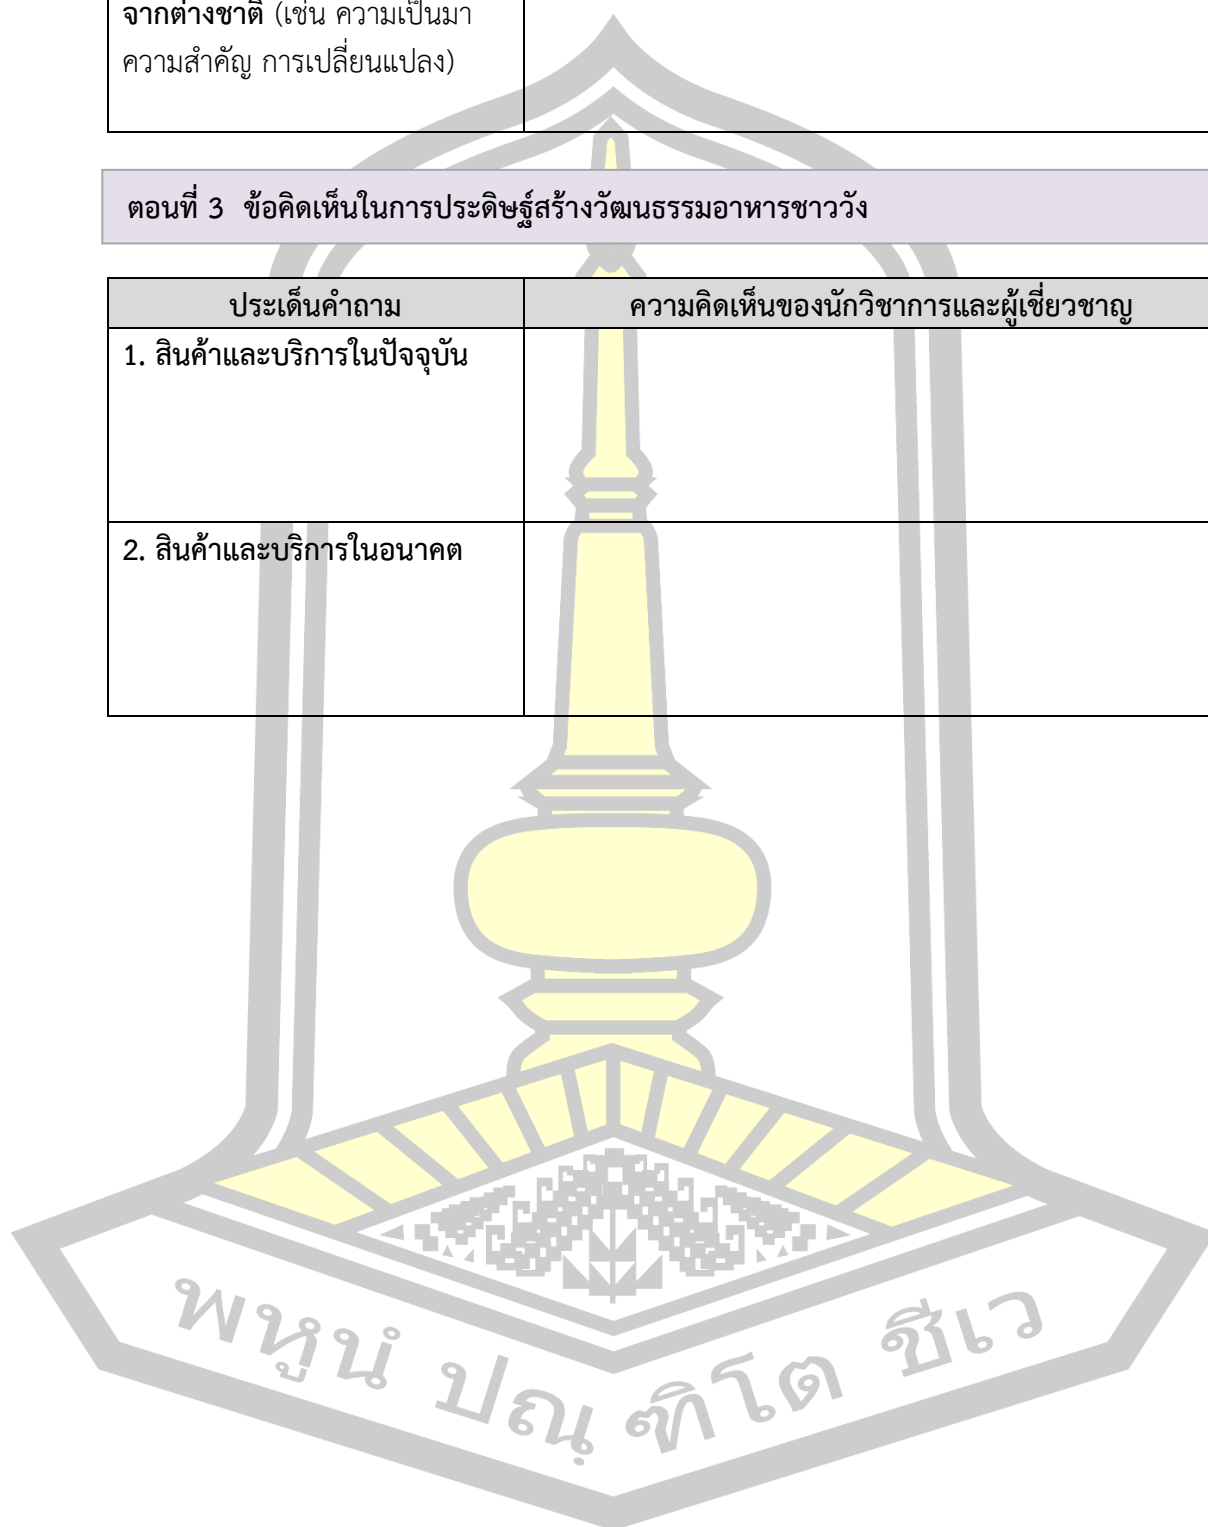 จากต่างชาติ (เช่น ความเป็นมา
ความสำคัญ การเปลี่ยนแปลง)
ตอนที่ 3 ข้อคิดเห็นในการประดิษฐ์สร้างวัฒนธรรมอาหารชาววัง
ประเด็นคำถาม
ความคิดเห็นของนักวิชาการและผู้เชี่ยวชาญ
1. สินค้าและบริการในปัจจุบัน
2. สินค้าและบริการในอนาคต
พหูนํ ปณฺฑิโต ชีเว